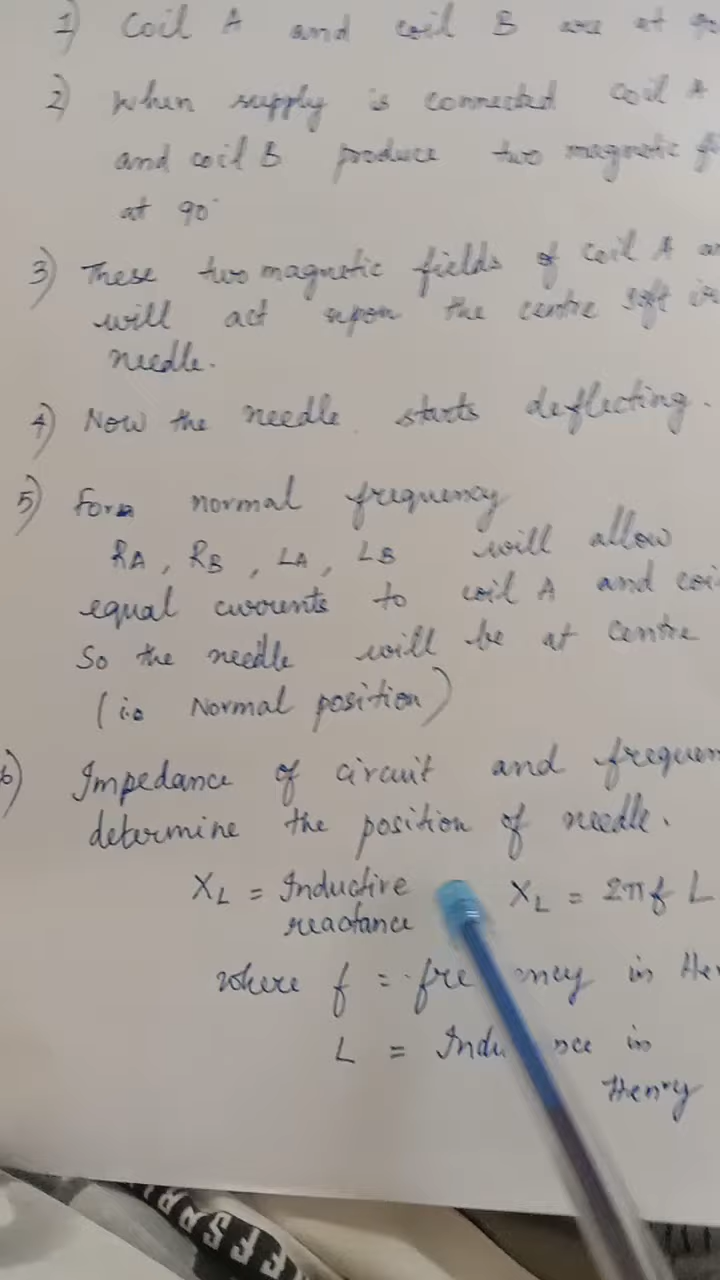 1) Coil A and coil B are at
2) When supply is connected coil A
and coil B produce two magnetic
at 90°
3) These two magnetic fields of coil A
will act upon the centre soft
needle.
4) Now the needle starts deflecting.
5) For normal frequency
RA, RB, LA, LB will allow
equal currents to coil A and
So the needle will be at centre
(i.e Normal position)
Impedance of circuit and
determine the position of needle.
XL = Inductive XL = 2πf L
reactance
where f = in
L = in
Henry